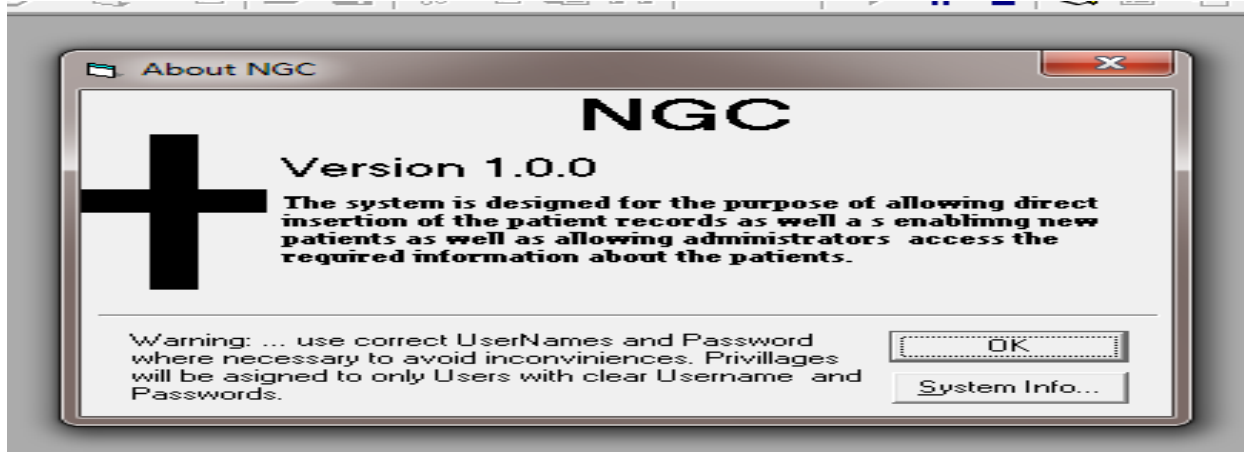 About NGC
NGC
Version 1.0.0
The system is designed for the purpose of allowing direct
insertion of the patient records as well a s enablinng new
patients as well as allowing administrators  access the
required information about the patients.
Warning: ... use correct UserNames and Password
where necessary to avoid inconviniences. Privillages
will be asigned to only Users with clear Username  and
Passwords.
OK
System Info...